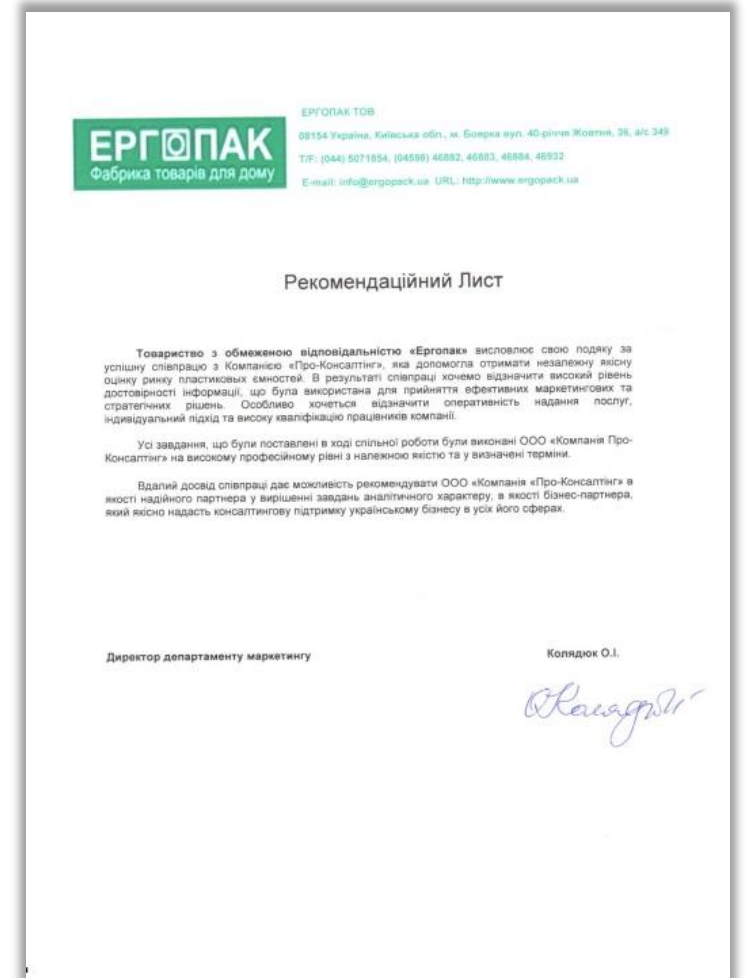 ЕРГОПАК
Фабрика товарів для дому
ЕРГОПАК ТОВ
08154 Україна, Київська обл., м. Боярка вул. 40-річчя Жовтня, 36, а/с 349
Т/F: (044) 5071854, (04598) 46882, 46883, 46884, 46932
E-mail: info@ergopack.ua URL: http://www.ergopack.ua
Рекомендаційний Лист
Товариство з обмеженою відповідальністю «Ергопак» висловлює свою подяку за
успішну співпрацю з Компанією «Про-Консалтінг», яка допомогла отримати незалежну якісну
оцінку ринку пластикових ємностей. В результаті співпраці хочемо відзначити високий рівень
достовірності інформації, що була використана для прийняття ефективних маркетингових та
стратегічних рішень. Особливо хочеться відзначити оперативність надання послуг,
індивідуальний підхід та високу кваліфікацію працівників компанії.
Усі завдання, що були поставлені в ході спільної роботи були виконані ООО «Компанія Про-
Консалтінг» на високому професійному рівні з належною якістю та у визначені терміни.
Вдалий досвід співпраці дає можливість рекомендувати ООО «Компанія «Про-Консалтінг» в
якості надійного партнера у вирішенні завдань аналітичного характеру, в якості бізнес-партнера,
який якісно надасть консалтингову підтримку українському бізнесу в усіх його сферах.
Директор департаменту маркетингу
Колядюк О.І.